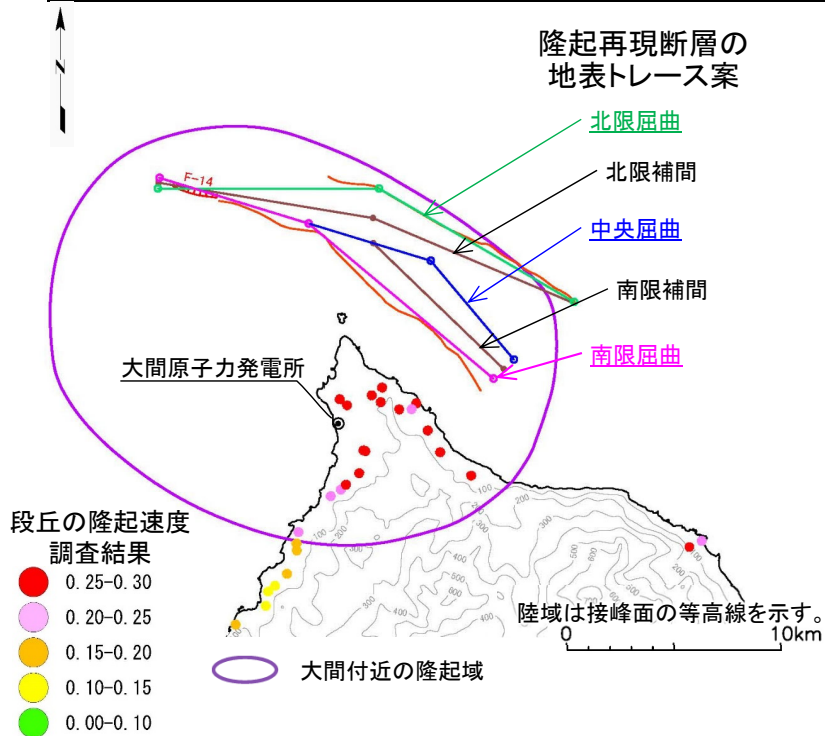 N
隆起再現断層の
地表トレース案
北限屈曲
F-14
北限補間
中央屈曲
南限補間
大間原子力発電所
南限屈曲
段丘の隆起速度
調査結果
0.25-0.30
0.20-0.25
0.15-0.20
0.10-0.15
0.00-0.10
陸域は接峰面の等高線を示す。
0 10km
大間付近の隆起域